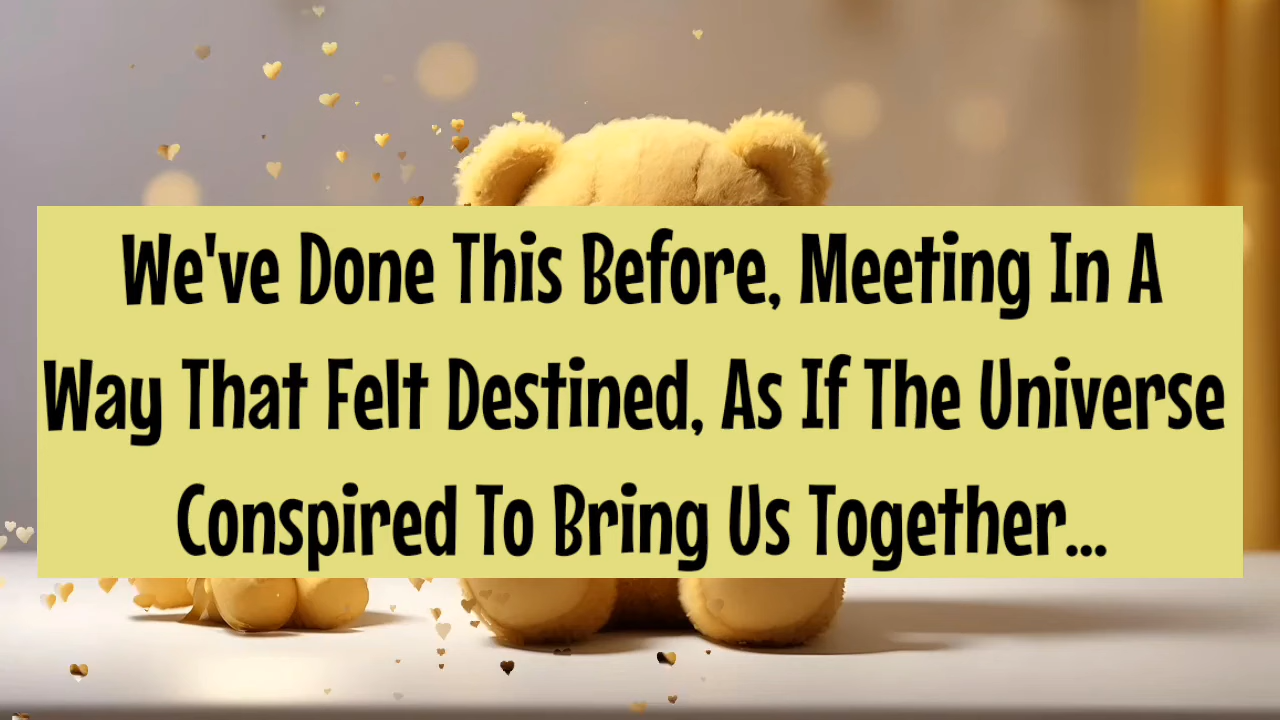 We've Done This Before, Meeting In A
Way That Felt Destined, As If The Universe
Conspired To Bring Us Together...